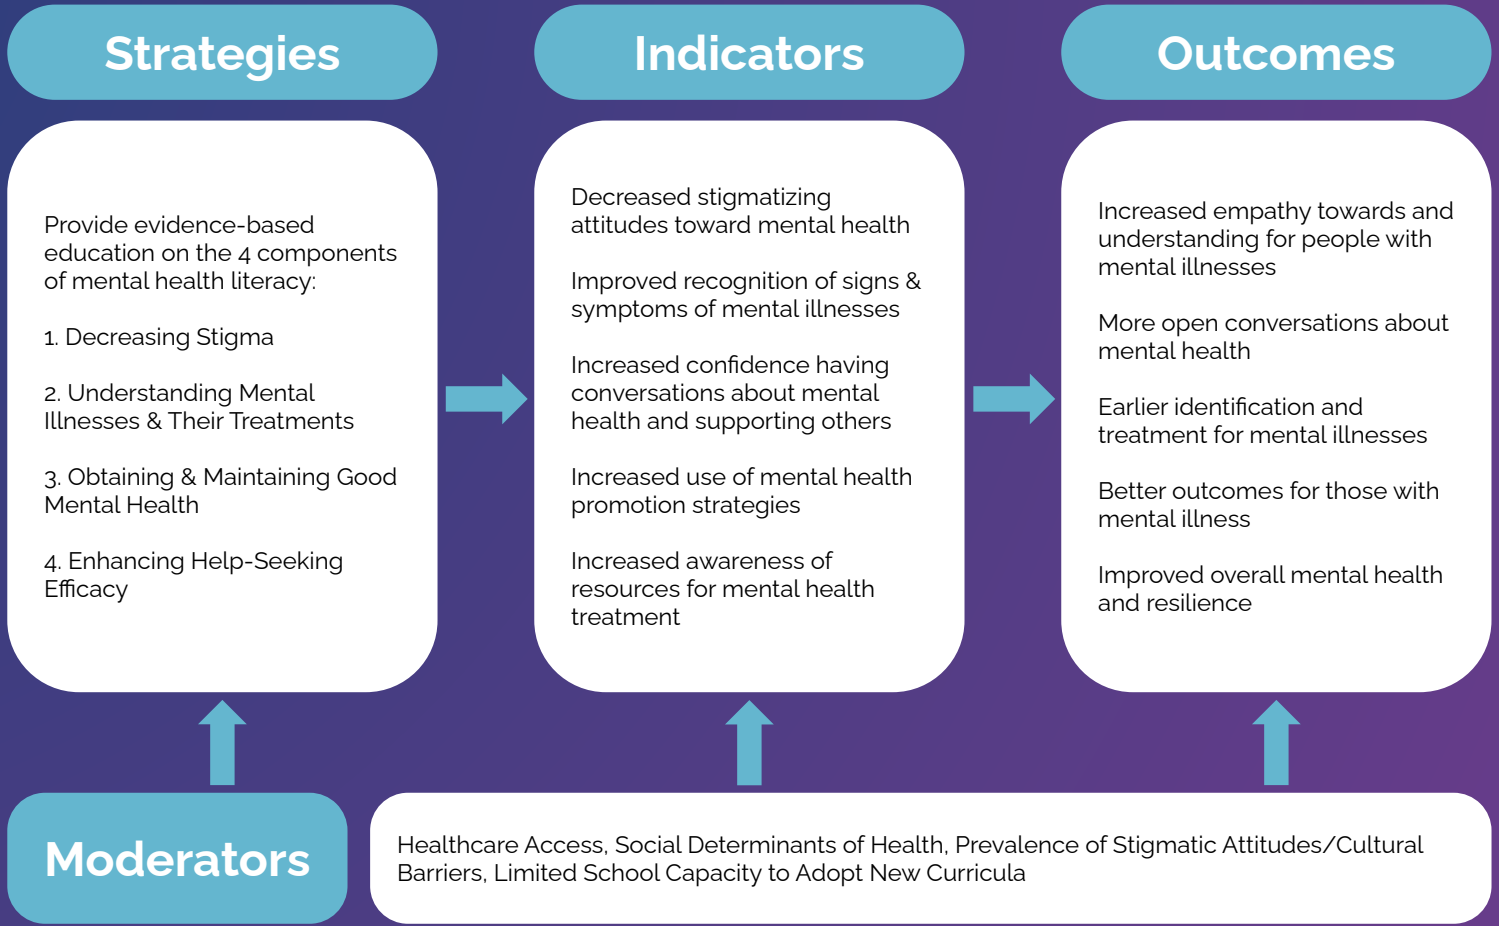 Strategies
Provide evidence-based
education on the 4 components
of mental health literacy:
1. Decreasing Stigma
2. Understanding Mental
Illnesses & Their Treatments
3. Obtaining & Maintaining Good
Mental Health
4. Enhancing Help-Seeking
Efficacy
Indicators
Decreased stigmatizing
attitudes toward mental health
Improved recognition of signs &
symptoms of mental illnesses
Increased confidence having
conversations about mental
health and supporting others
Increased use of mental health
promotion strategies
Increased awareness of
resources for mental health
treatment
Outcomes
Increased empathy towards and
understanding for people with
mental illnesses
More open conversations about
mental health
Earlier identification and
treatment for mental illnesses
Better outcomes for those with
mental illness
Improved overall mental health
and resilience
Moderators
Healthcare Access, Social Determinants of Health, Prevalence of Stigmatic Attitudes/Cultural
Barriers, Limited School Capacity to Adopt New Curricula